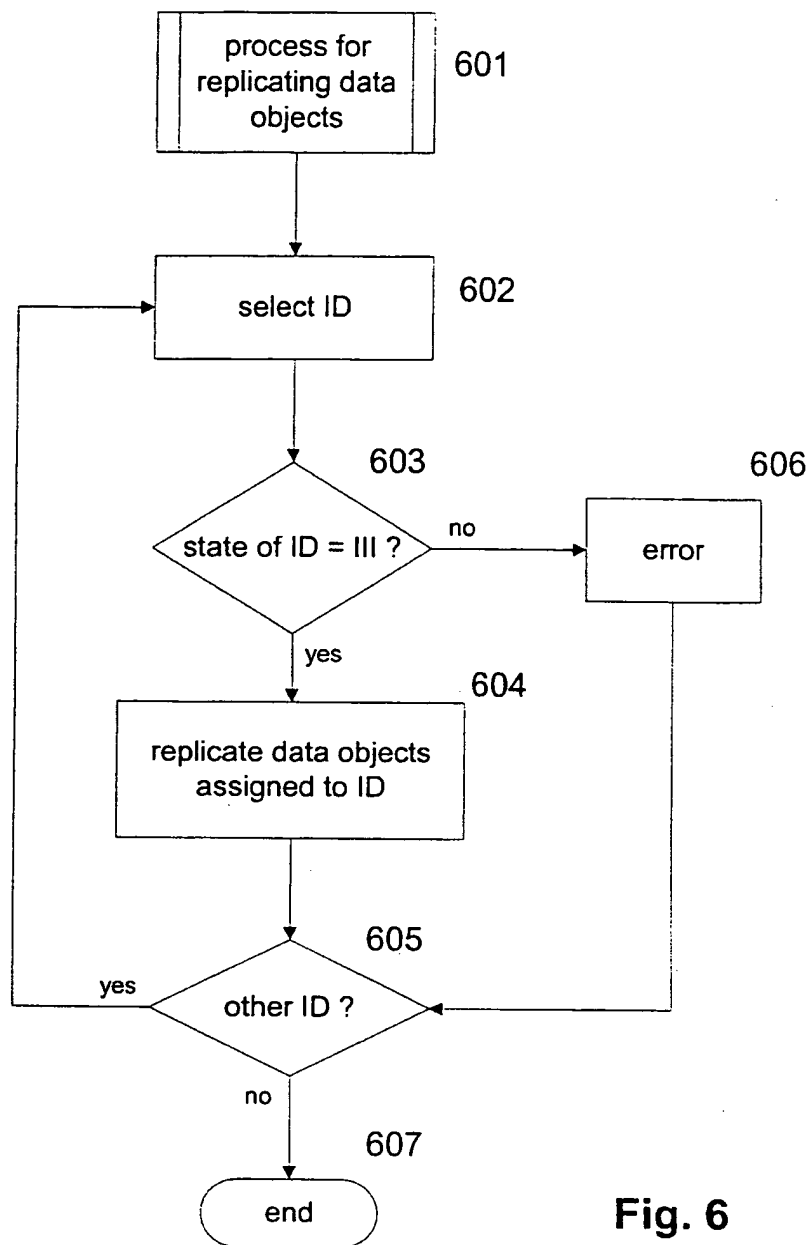 process for
replicating data
objects
601
select ID
602
603
606
state of ID = III ?
no
error
yes
604
replicate data objects
assigned to ID
605
yes
other ID ?
no
607
end
Fig. 6